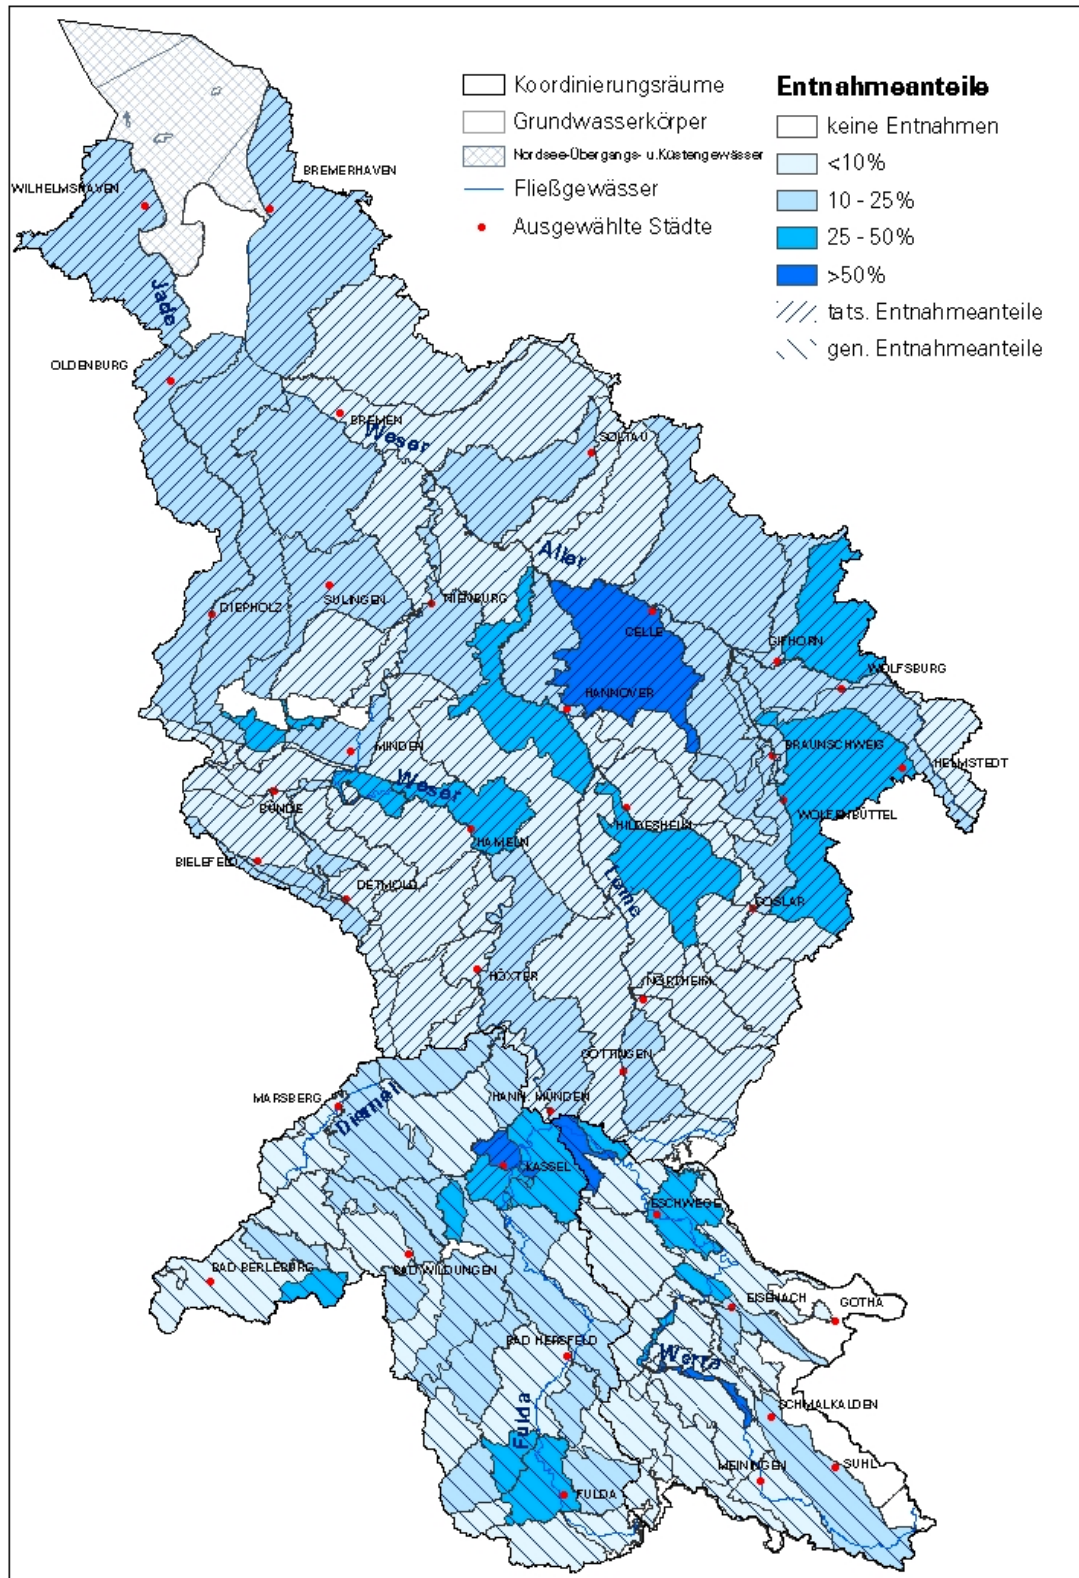 Koordinierungsräume
Grundwasserkörper
Nordsee-Übergangs- u.Küstengewässer
Fließgewässer
Ausgewählte Städte
Entnahmeanteile
keine Entnahmen
<10%
10 - 25%
25 - 50%
>50%
tats. Entnahmeanteile
gen. Entnahmeanteile
WILHELMSHAVEN
BREMERHAVEN
Jade
OLDENBURG
BREMEN
Weser
SOLTAU
Aller
DIEPHOLZ
SULINGEN
NIENBURG
CELLE
GIFHORN
WOLFSBURG
HANNOVER
MINDEN
BRAUNSCHWEIG
HELMSTEDT
Weser
BÜNDE
HILDESHEIM
WOLFENBÜTTEL
HAMELN
BIELEFELD
DETMOLD
Leine
GOSLAR
HÖXTER
NORTHEIM
GÖTTINGEN
MARSBERG
Diemel
HANN. MÜNDEN
KASSEL
ESCHWEGE
BAD BERLEBURG
BAD WILDUNGEN
EISENACH
GOTHA
BAD HERSFELD
Werra
Fulda
SCHMALKALDEN
MEININGEN
SUHL
FULDA